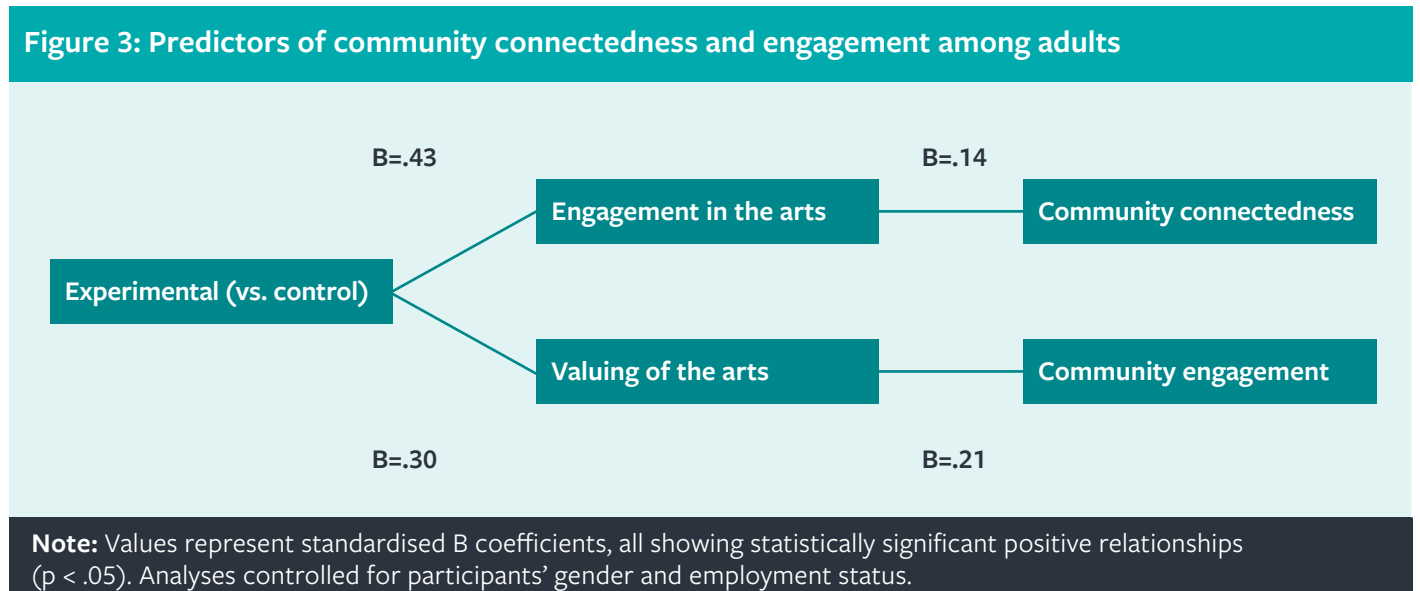 Figure 3: Predictors of community connectedness and engagement among adults
B=.43
B=.14
Engagement in the arts
Community connectedness
Experimental (vs. control)
Valuing of the arts
Community engagement
B=.30
B=.21
Note: Values represent standardised B coefficients, all showing statistically significant positive relationships
(p < .05). Analyses controlled for participants’ gender and employment status.